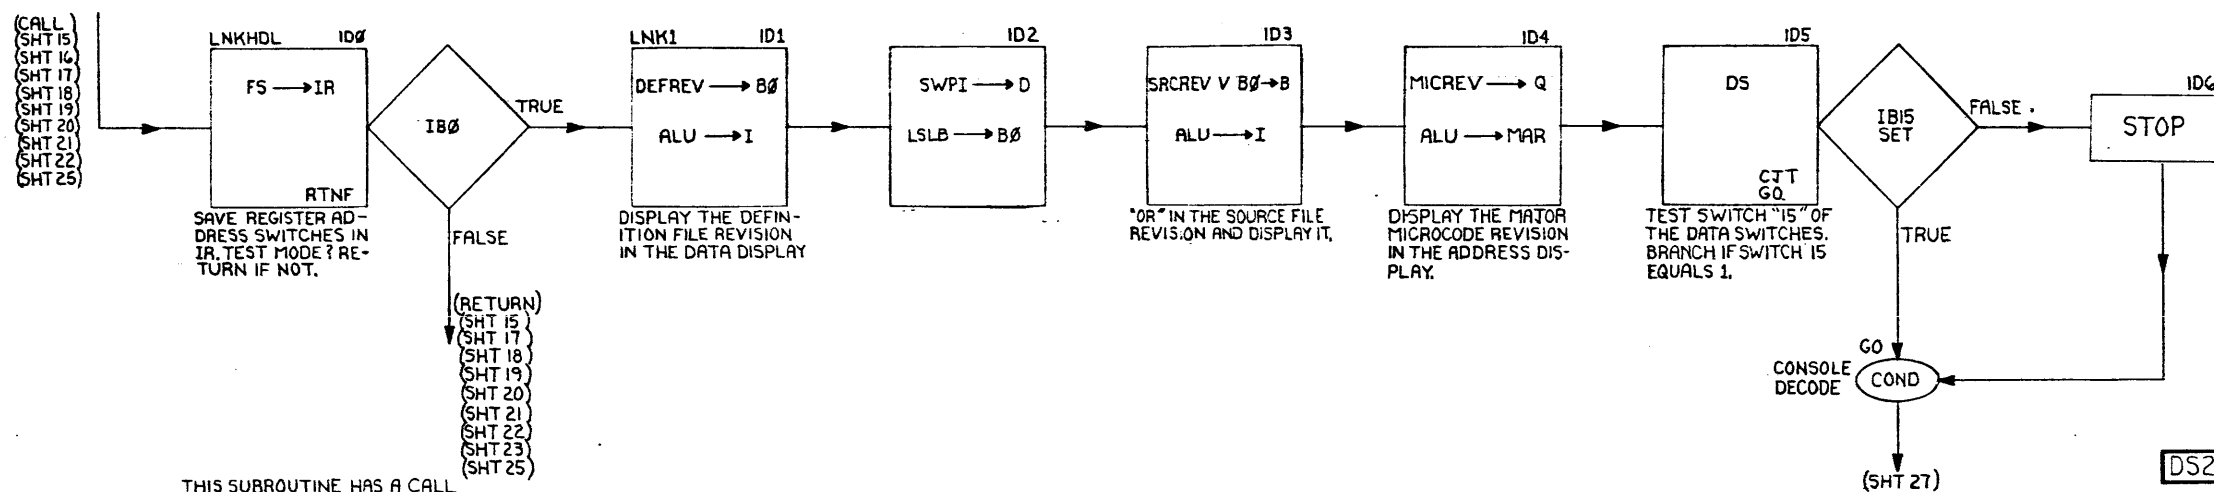 (CALL)
(SHT 15)
(SHT 16)
(SHT 17)
(SHT 18)
(SHT 19)
(SHT 20)
(SHT 21)
(SHT 22)
(SHT 25)
LNKHDL IDØ
FS → IR
RTNF
SAVE REGISTER AD-
DRESS SWITCHES IN
IR. TEST MODE? RE-
TURN IF NOT.
IBØ
TRUE
FALSE
(RETURN)
(SHT 15)
(SHT 17)
(SHT 18)
(SHT 19)
(SHT 20)
(SHT 21)
(SHT 22)
(SHT 23)
(SHT 25)
LNK1 ID1
DEFREV → BØ
ALU → I
DISPLAY THE DEFIN-
ITION FILE REVISION
IN THE DATA DISPLAY
ID2
SWPI → D
LSLB → BØ
ID3
SRCREV V BØ → B
ALU → I
"OR" IN THE SOURCE FILE
REVISION AND DISPLAY IT.
ID4
MICREV → Q
ALU → MAR
DISPLAY THE MAJOR
MICROCODE REVISION
IN THE ADDRESS DIS-
PLAY.
ID5
DS
CJT
GO
TEST SWITCH "15" OF
THE DATA SWITCHES.
BRANCH IF SWITCH 15
EQUALS 1.
IB15
SET
FALSE.
TRUE
ID6
STOP
GO
CONSOLE
DECODE
COND
(SHT 27)
DS2
THIS SUBROUTINE HAS A CALL